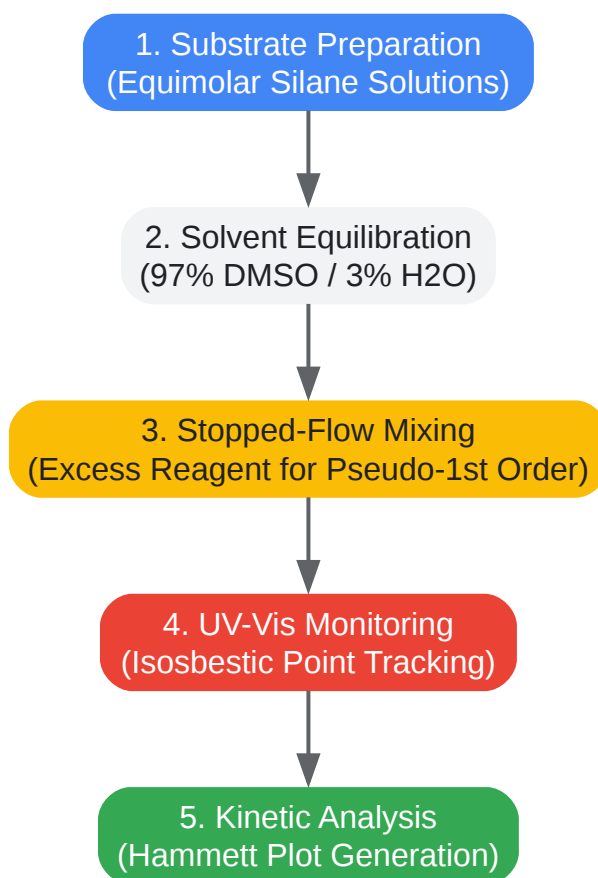 1. Substrate Preparation
(Equimolar Silane Solutions)
2. Solvent Equilibration
(97% DMSO / 3% H2O)
3. Stopped-Flow Mixing
(Excess Reagent for Pseudo-1st Order)
4. UV-Vis Monitoring
(Isosbestic Point Tracking)
5. Kinetic Analysis
(Hammett Plot Generation)